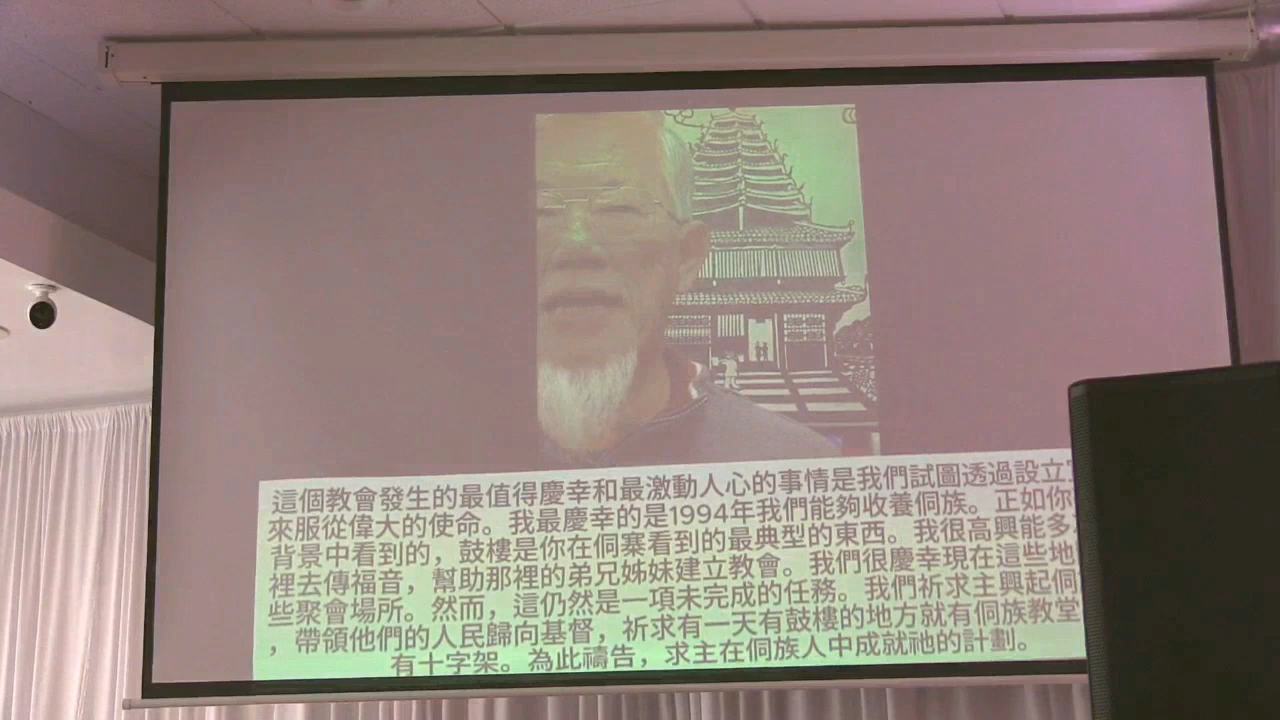 這個教會發生的最值得慶幸和最激動人心的事情是我們試圖透過設立
來服從偉大的使命。我最慶幸的是1994年我們能夠收養侗族。正如你
背景中看到的，鼓樓是你在侗寨看到的最典型的東西。我很高興能多
裡去傳福音，幫助那裡的弟兄姊妹建立教會。我們很慶幸現在這些地
些聚會場所。然而，這仍然是一項未完成的任務。我們祈求主興起侗
，帶領他們的人民歸向基督，祈求有一天有鼓樓的地方就有侗族教堂
有十字架。為此禱告，求主在侗族人中成就祂的計劃。